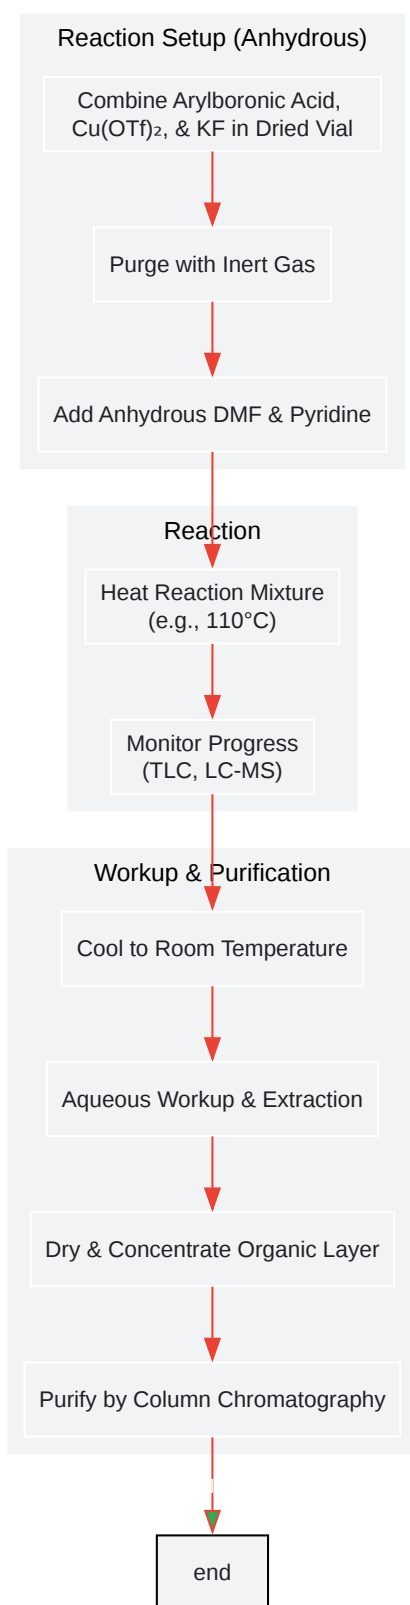 Reaction Setup (Anhydrous)
Combine Arylboronic Acid,
Cu(OTf)₂, & KF in Dried Vial
Purge with Inert Gas
Add Anhydrous DMF & Pyridine
Reaction
Heat Reaction Mixture
(e.g., 110°C)
Monitor Progress
(TLC, LC-MS)
Workup & Purification
Cool to Room Temperature
Aqueous Workup & Extraction
Dry & Concentrate Organic Layer
Purify by Column Chromatography
end